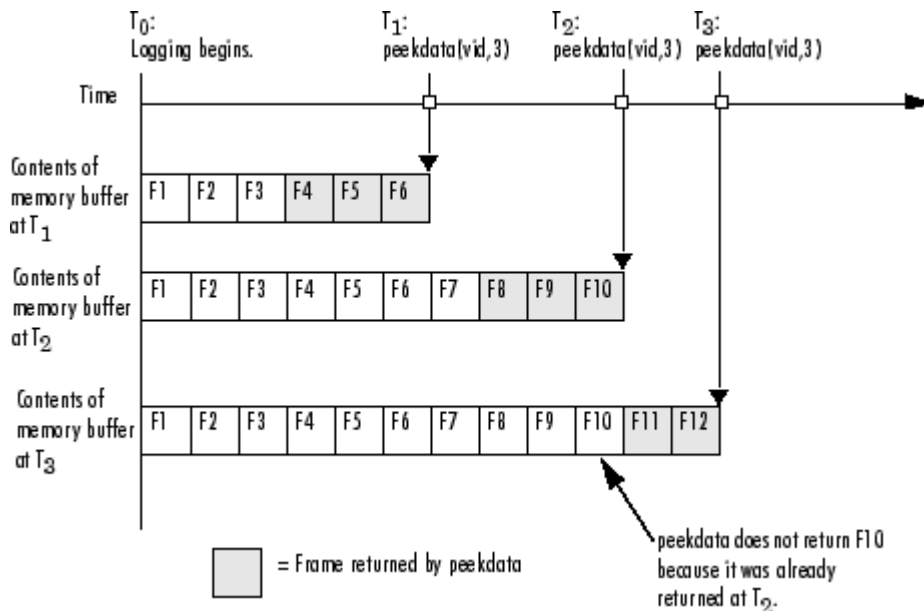 T0:
Logging begins.
T1:
peekdata(vid,3)
T2:
peekdata(vid,3)
T3:
peekdata(vid,3)
Time
Contents of
memory buffer
at T1
F1 F2 F3 F4 F5 F6
Contents of
memory buffer
at T2
F1 F2 F3 F4 F5 F6 F7 F8 F9 F10
Contents of
memory buffer
at T3
F1 F2 F3 F4 F5 F6 F7 F8 F9 F10 F11 F12
= Frame returned by peekdata
peekdata does not return F10
because it was already
returned at T2.